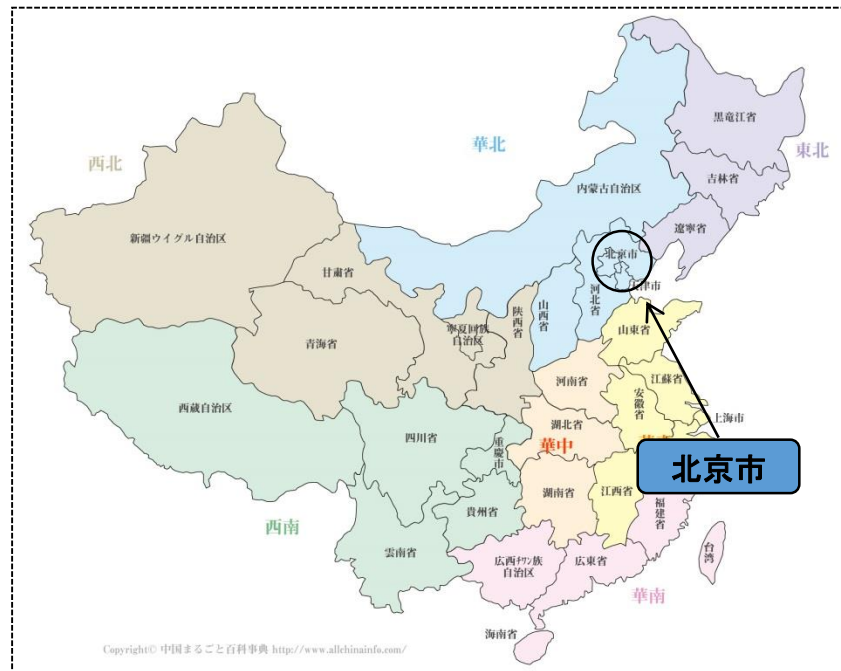 黒竜江省
華北
東北
西北
吉林省
内蒙古自治区
遼寧省
新疆ウイグル自治区
北京市
甘粛省
天津市
河北省
山西省
陝西省
寧夏回族
自治区
山東省
青海省
河南省
江蘇省
安徽省
西蔵自治区
上海市
湖北省
四川省
重慶市
華中
北京市
湖南省
江西省
福建省
貴州省
西南
雲南省
台湾
広西チワン族
自治区
広東省
華南
海南省
Copyright© 中国まるごと百科事典 http://www.allchinainfo.com/